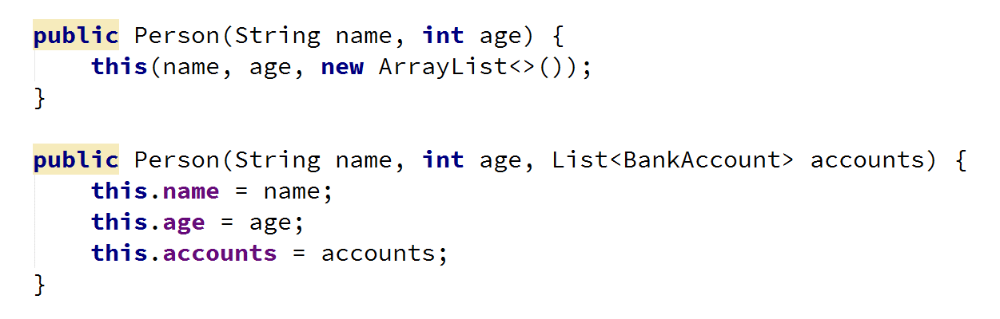 public Person(String name, int age) {
    this(name, age, new ArrayList<>());
}
public Person(String name, int age, List<BankAccount> accounts) {
    this.name = name;
    this.age = age;
    this.accounts = accounts;
}